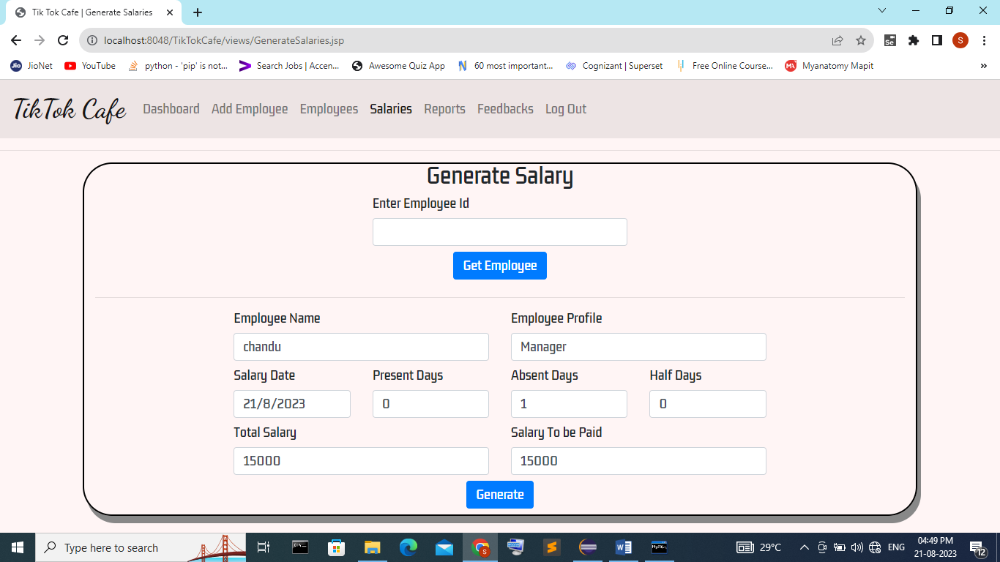 Tik Tok Cafe | Generate Salaries
localhost:8048/TikTokCafe/views/GenerateSalaries.jsp
Se
S
Jio JioNet YouTube python - 'pip' is not... Search Jobs | Accen... Awesome Quiz App 60 most important... Cognizant | Superset Free Online Course... Myanatomy Mapit »
TikTok Cafe Dashboard Add Employee Employees Salaries Reports Feedbacks Log Out
Generate Salary
Enter Employee Id
Get Employee
Employee Name Employee Profile
chandu Manager
Salary Date Present Days Absent Days Half Days
21/8/2023 0 1 0
Total Salary Salary To be Paid
15000 15000
Generate
Type here to search 29°C ENG 04:49 PM
21-08-2023 12